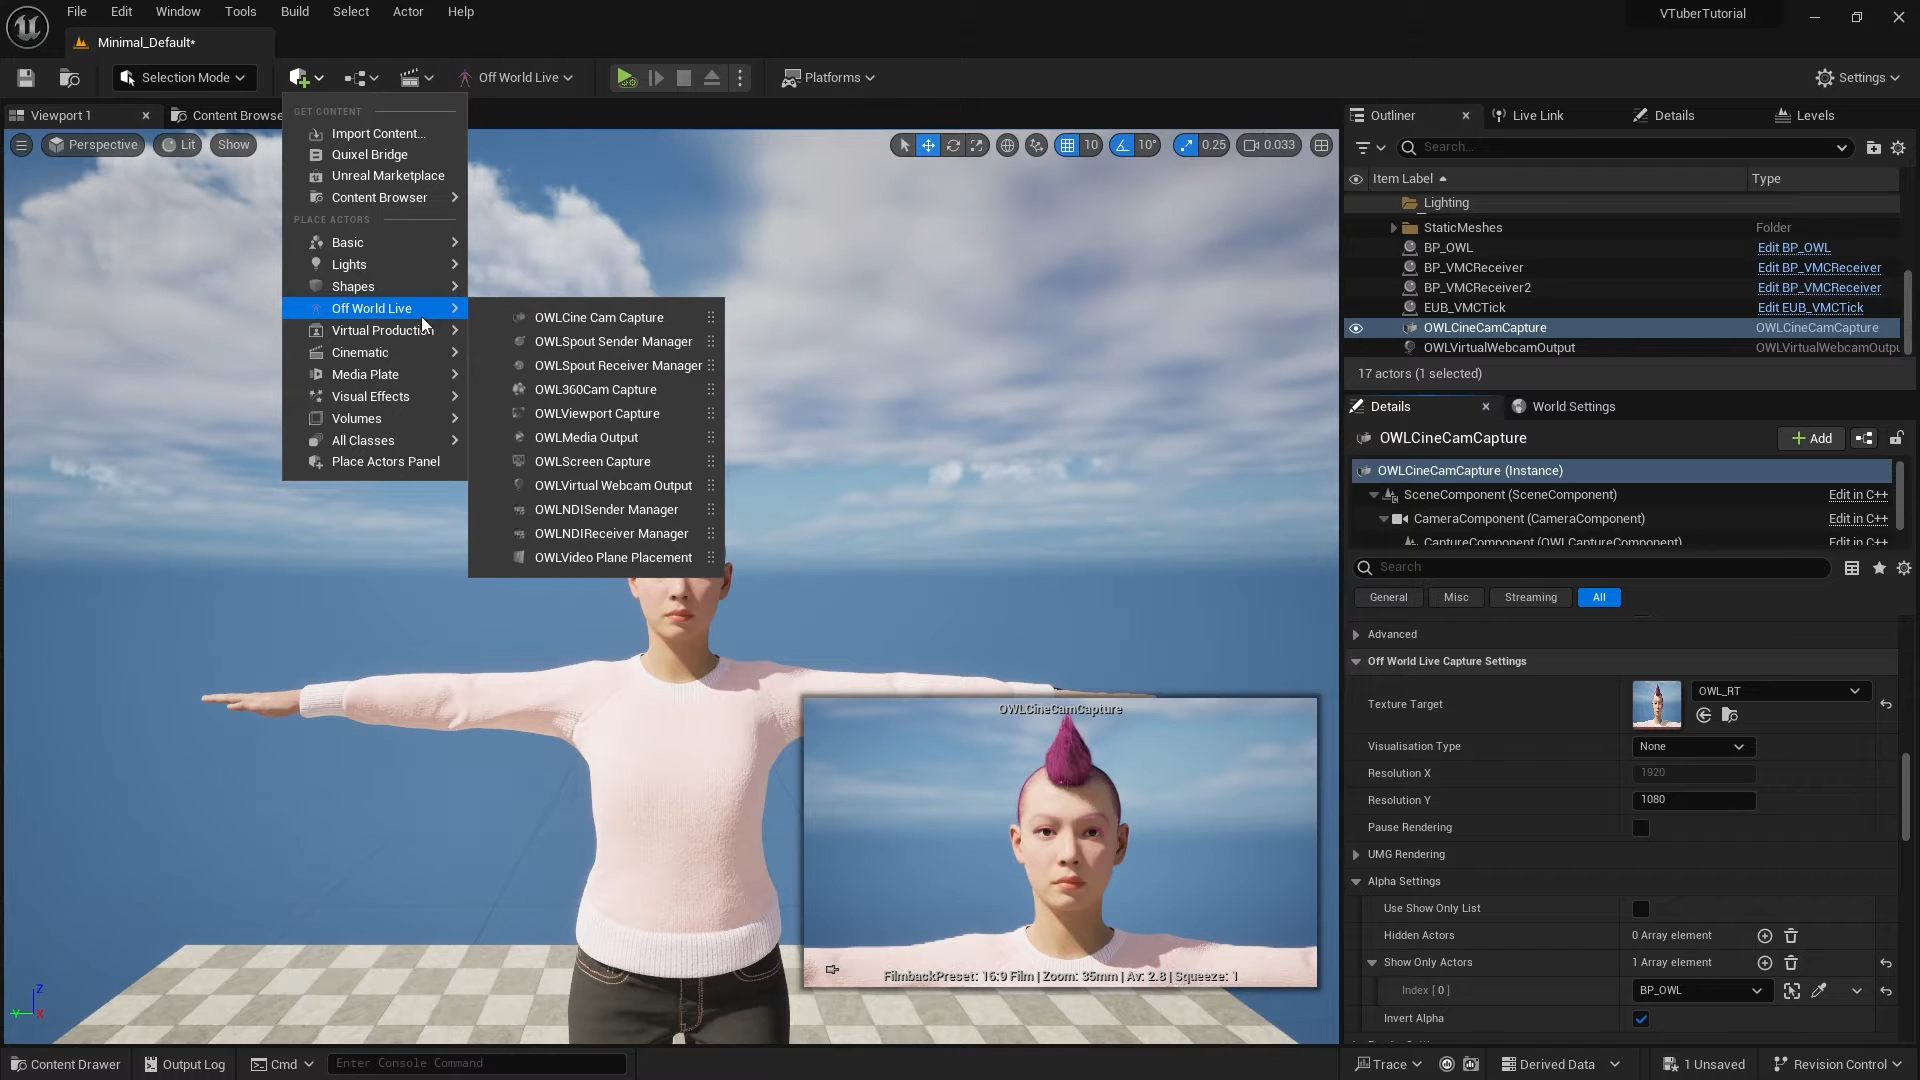 File Edit Window Tools Build Select Actor Help
VTuberTutorial
Minimal_Default*
Selection Mode
Off World Live
Platforms
Settings
Viewport 1
Content Browse
Perspective
Lit
Show
10
10°
0.25
0.033
GET CONTENT
Import Content...
Quixel Bridge
Unreal Marketplace
Content Browser
PLACE ACTORS
Basic
Lights
Shapes
Off World Live
Virtual Production
Cinematic
Media Plate
Visual Effects
Volumes
All Classes
Place Actors Panel
OWLCine Cam Capture
OWLSpout Sender Manager
OWLSpout Receiver Manager
OWL360Cam Capture
OWLViewport Capture
OWLMedia Output
OWLScreen Capture
OWLVirtual Webcam Output
OWLNDISender Manager
OWLNDIReceiver Manager
OWLVideo Plane Placement
OWLCineCamCapture
FilmbackPreset: 16:9 Film | Zoom: 35mm | Av: 2.8 | Squeeze: 1
Z
Y
X
Outliner
Live Link
Details
Levels
Search...
Item Label
Type
Lighting
StaticMeshes Folder
BP_OWL Edit BP_OWL
BP_VMCReceiver Edit BP_VMCReceiver
BP_VMCReceiver2 Edit BP_VMCReceiver
EUB_VMCTick Edit EUB_VMCTick
OWLCineCamCapture OWLCineCamCapture
OWLVirtualWebcamOutput OWLVirtualWebcamOutpu
17 actors (1 selected)
Details
World Settings
OWLCineCamCapture
Add
OWLCineCamCapture (Instance)
SceneComponent (SceneComponent) Edit in C++
CameraComponent (CameraComponent) Edit in C++
CaptureComponent (OWLCaptureComponent) Edit in C++
Search
General Misc Streaming All
Advanced
Off World Live Capture Settings
Texture Target OWL_RT
Visualisation Type None
Resolution X 1920
Resolution Y 1080
Pause Rendering
UMG Rendering
Alpha Settings
Use Show Only List
Hidden Actors 0 Array element
Show Only Actors 1 Array element
Index [ 0 ] BP_OWL
Invert Alpha
Content Drawer
Output Log
Cmd
Enter Console Command
Trace
Derived Data
1 Unsaved
Revision Control